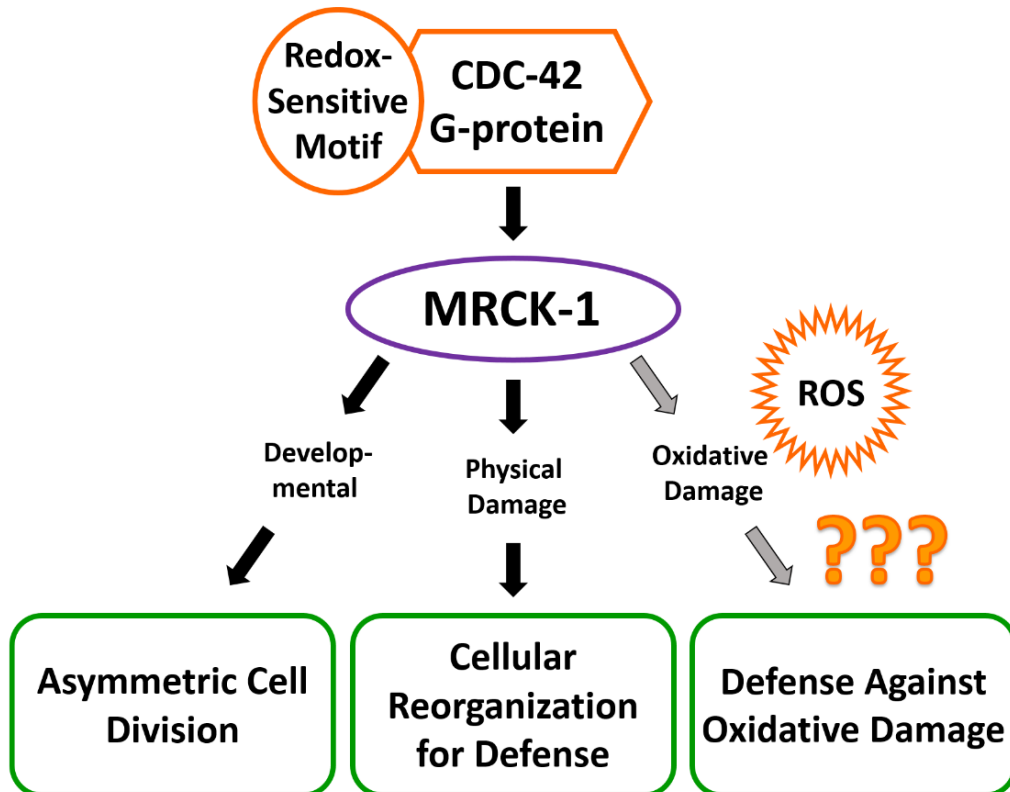 Redox-
Sensitive
Motif
CDC-42
G-protein
MRCK-1
ROS
Develop-
mental
Physical
Damage
Oxidative
Damage
???
Asymmetric Cell
Division
Cellular
Reorganization
for Defense
Defense Against
Oxidative Damage